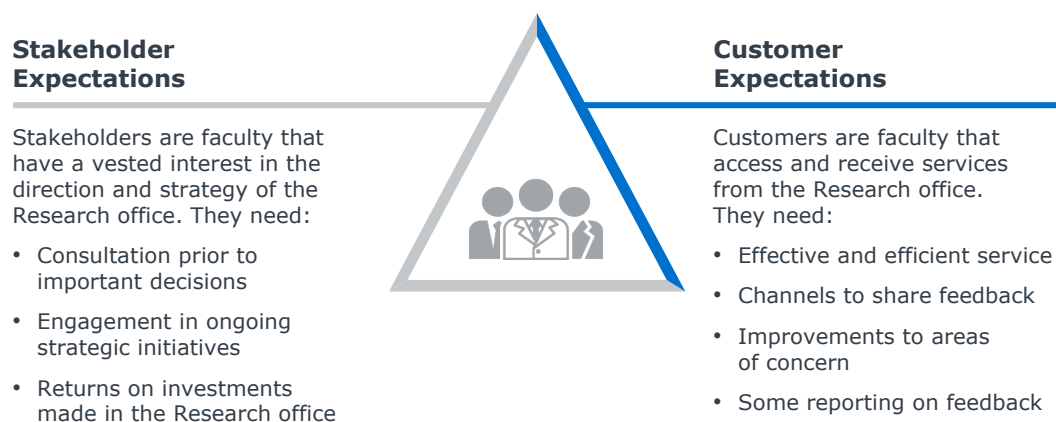 Stakeholder
Expectations
Stakeholders are faculty that
have a vested interest in the
direction and strategy of the
Research office. They need:
• Consultation prior to
important decisions
• Engagement in ongoing
strategic initiatives
• Returns on investments
made in the Research office
Customer
Expectations
Customers are faculty that
access and receive services
from the Research office.
They need:
• Effective and efficient service
• Channels to share feedback
• Improvements to areas
of concern
• Some reporting on feedback